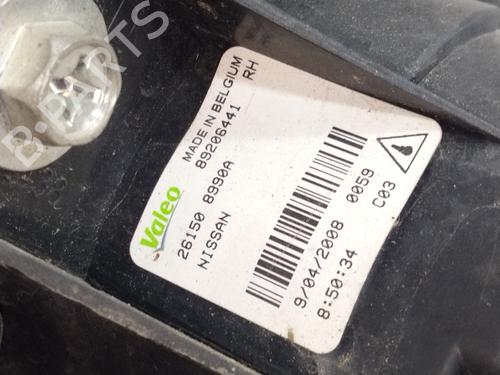 B-PARTS
Valeo
MADE IN BELGIUM
89206441 RH
26150 8990A
NISSAN
9/04/2008 0059
8:50:34 C03